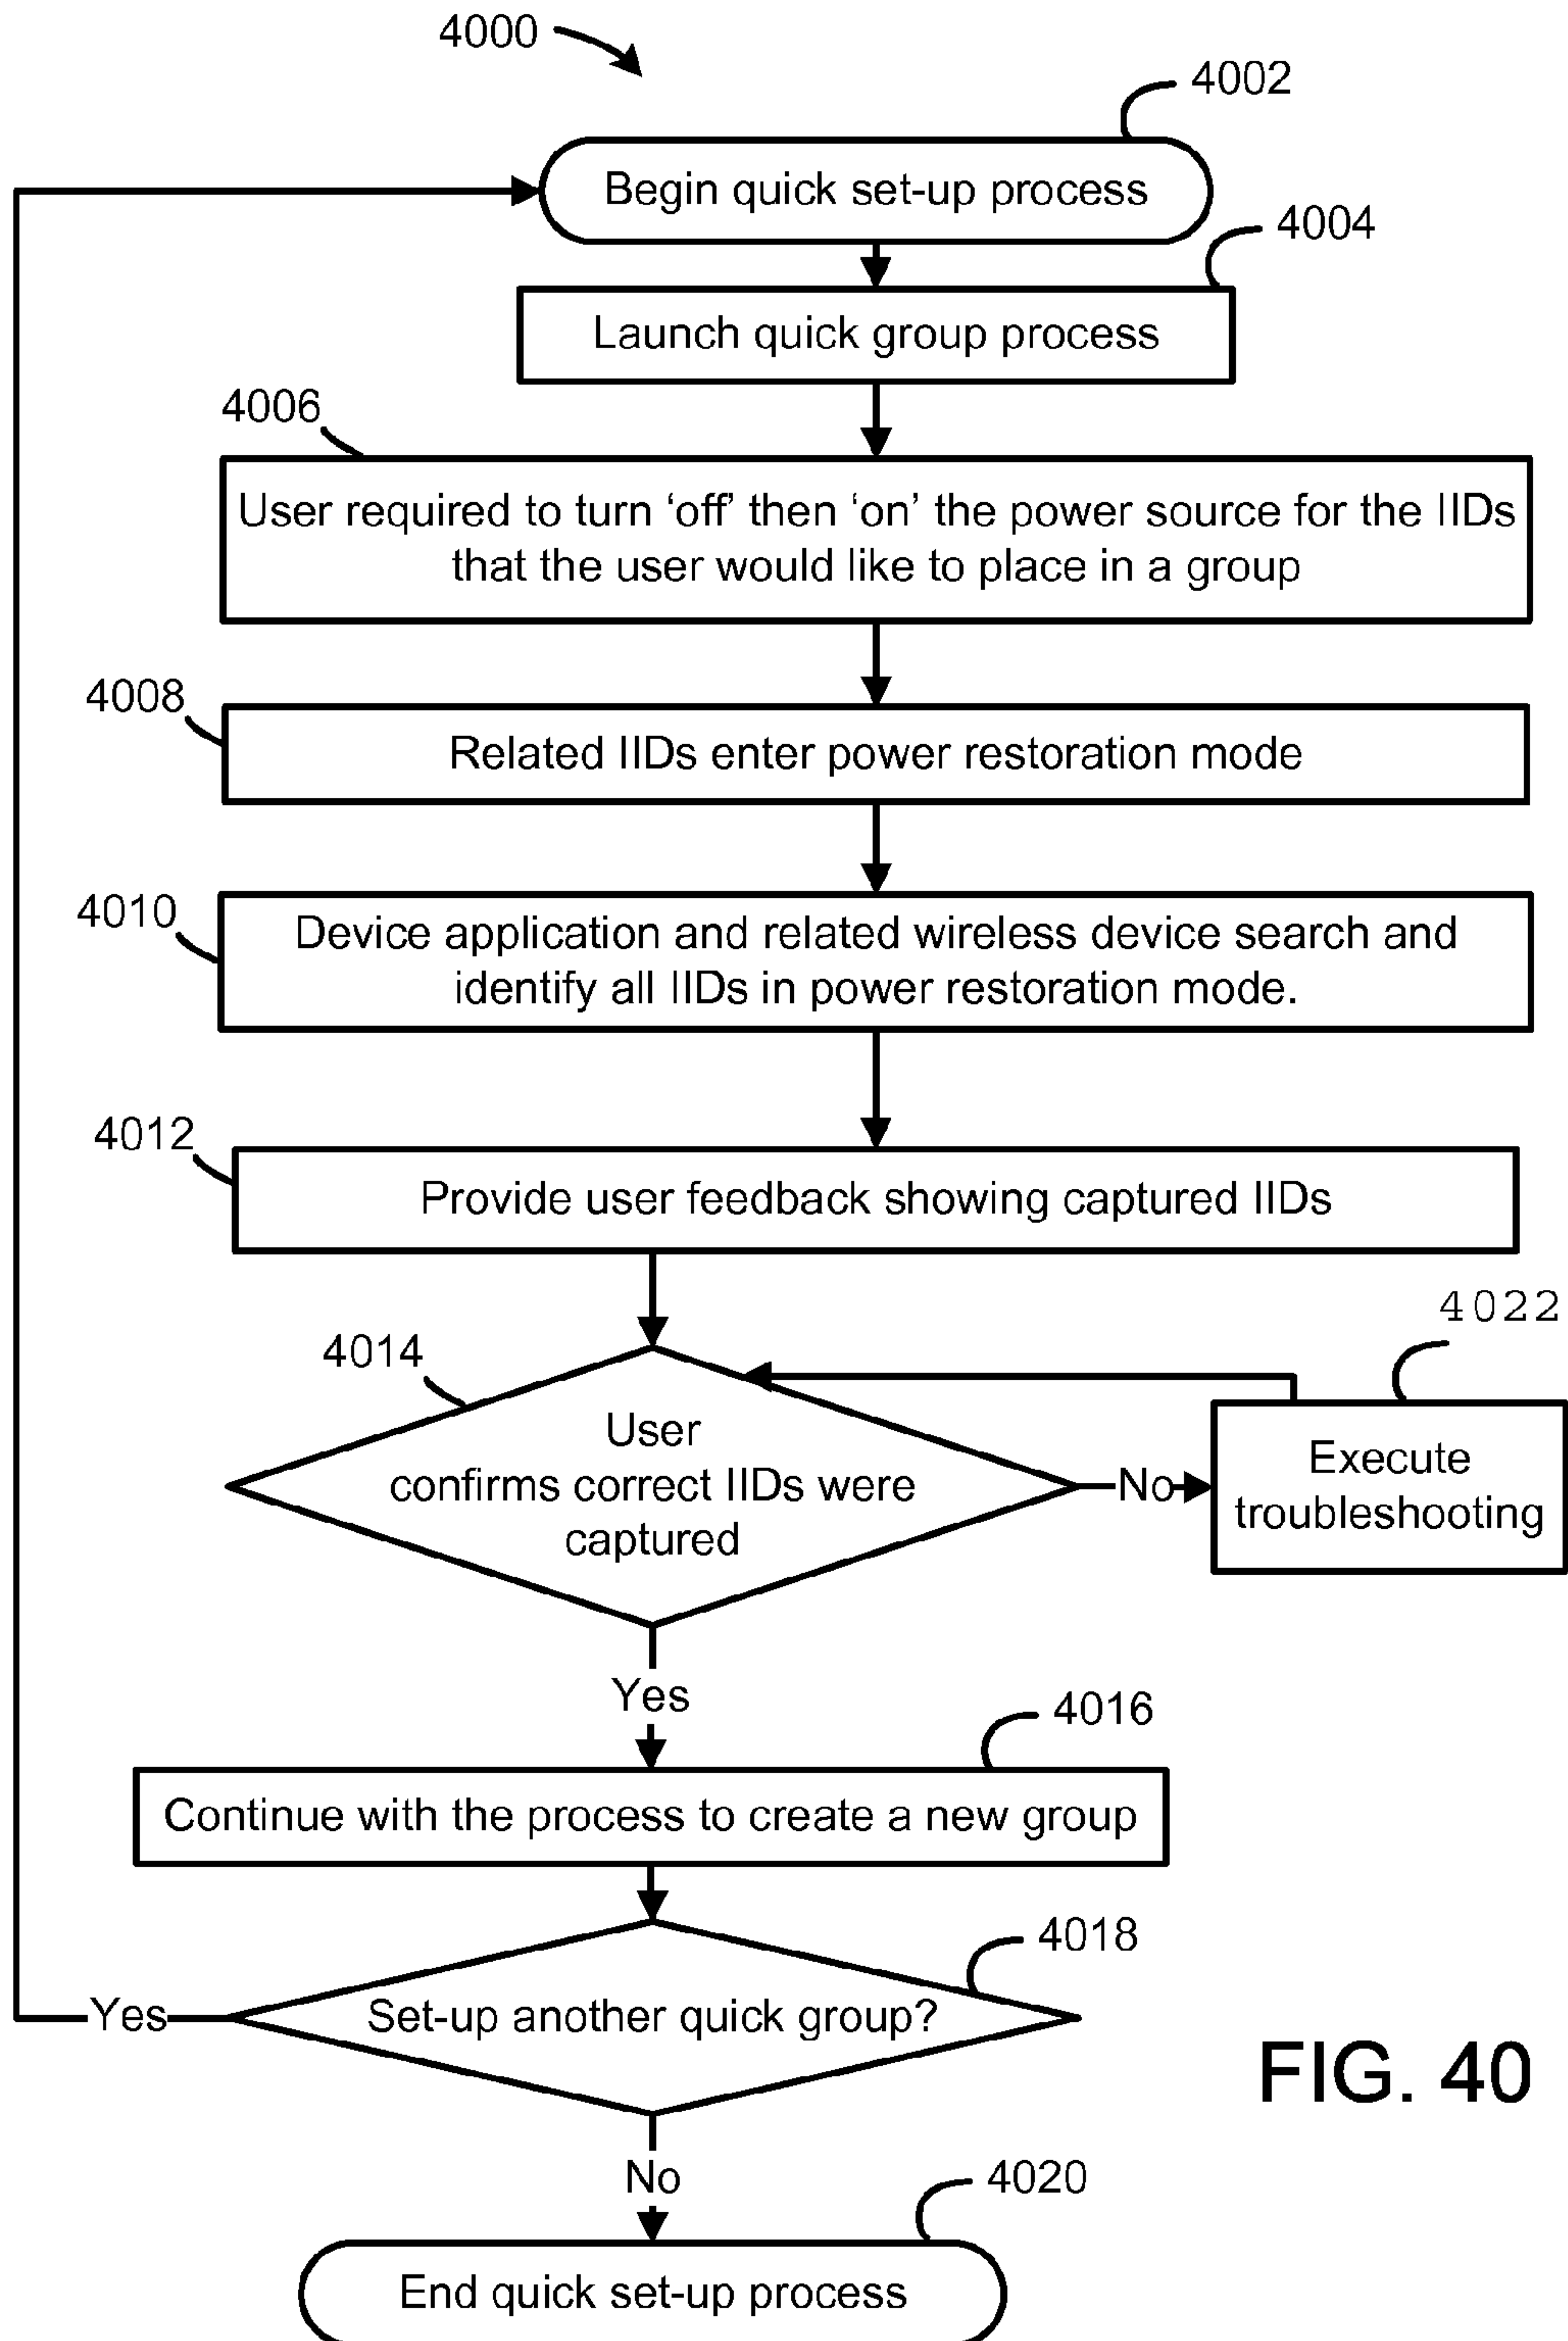 4000
4002
Begin quick set-up process
4004
Launch quick group process
4006
User required to turn ‘off’ then ‘on’ the power source for the IIDs
that the user would like to place in a group
4008
Related IIDs enter power restoration mode
4010
Device application and related wireless device search and
identify all IIDs in power restoration mode.
4012
Provide user feedback showing captured IIDs
4022
4014
User
confirms correct IIDs were
captured
No
Execute
troubleshooting
Yes
4016
Continue with the process to create a new group
4018
Set-up another quick group?
Yes
FIG. 40
No
4020
End quick set-up process